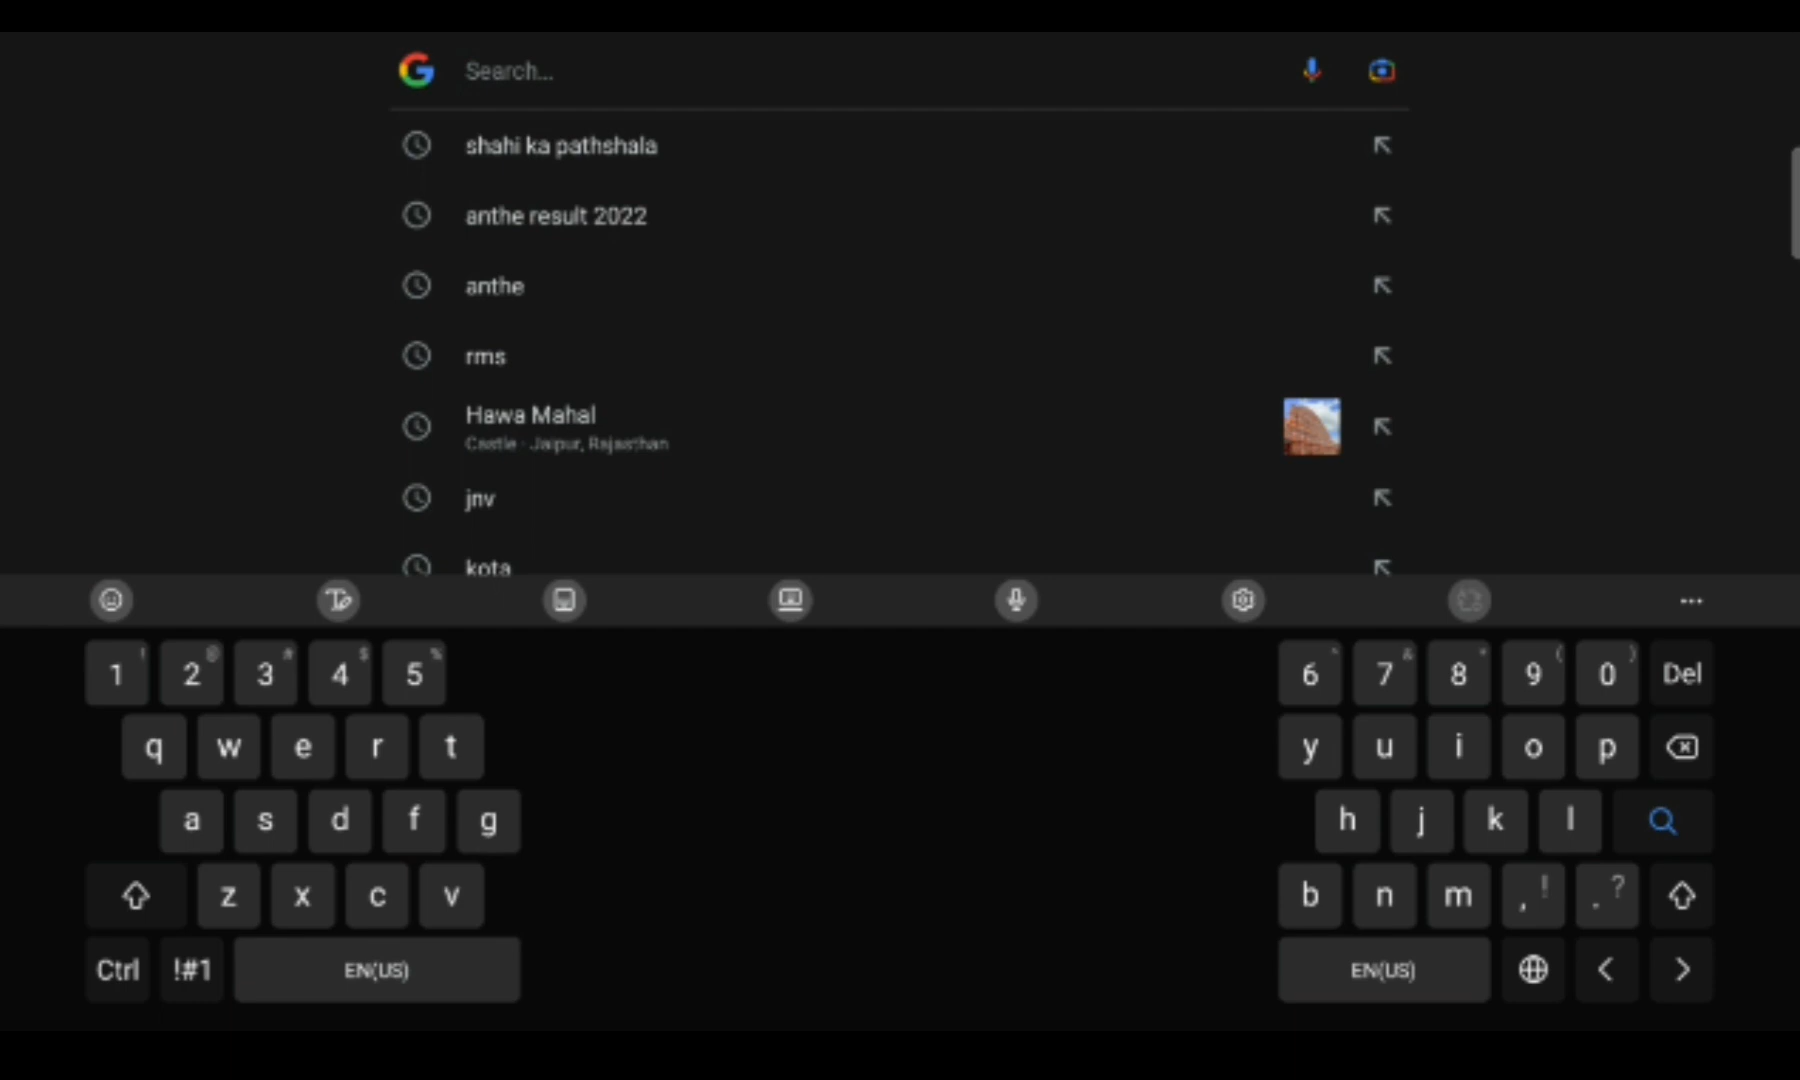 Search...
shahi ka pathshala
anthe result 2022
anthe
rms
Hawa Mahal
Castle · Jaipur, Rajasthan
jnv
kota
1 ! 2 @ 3 # 4 $ 5 % 6 ^ 7 & 8 * 9 ( 0 ) Del
q w e r t y u i o p
a s d f g h j k l
z x c v b n m , ! . ?
Ctrl !#1 EN(US) EN(US) < >